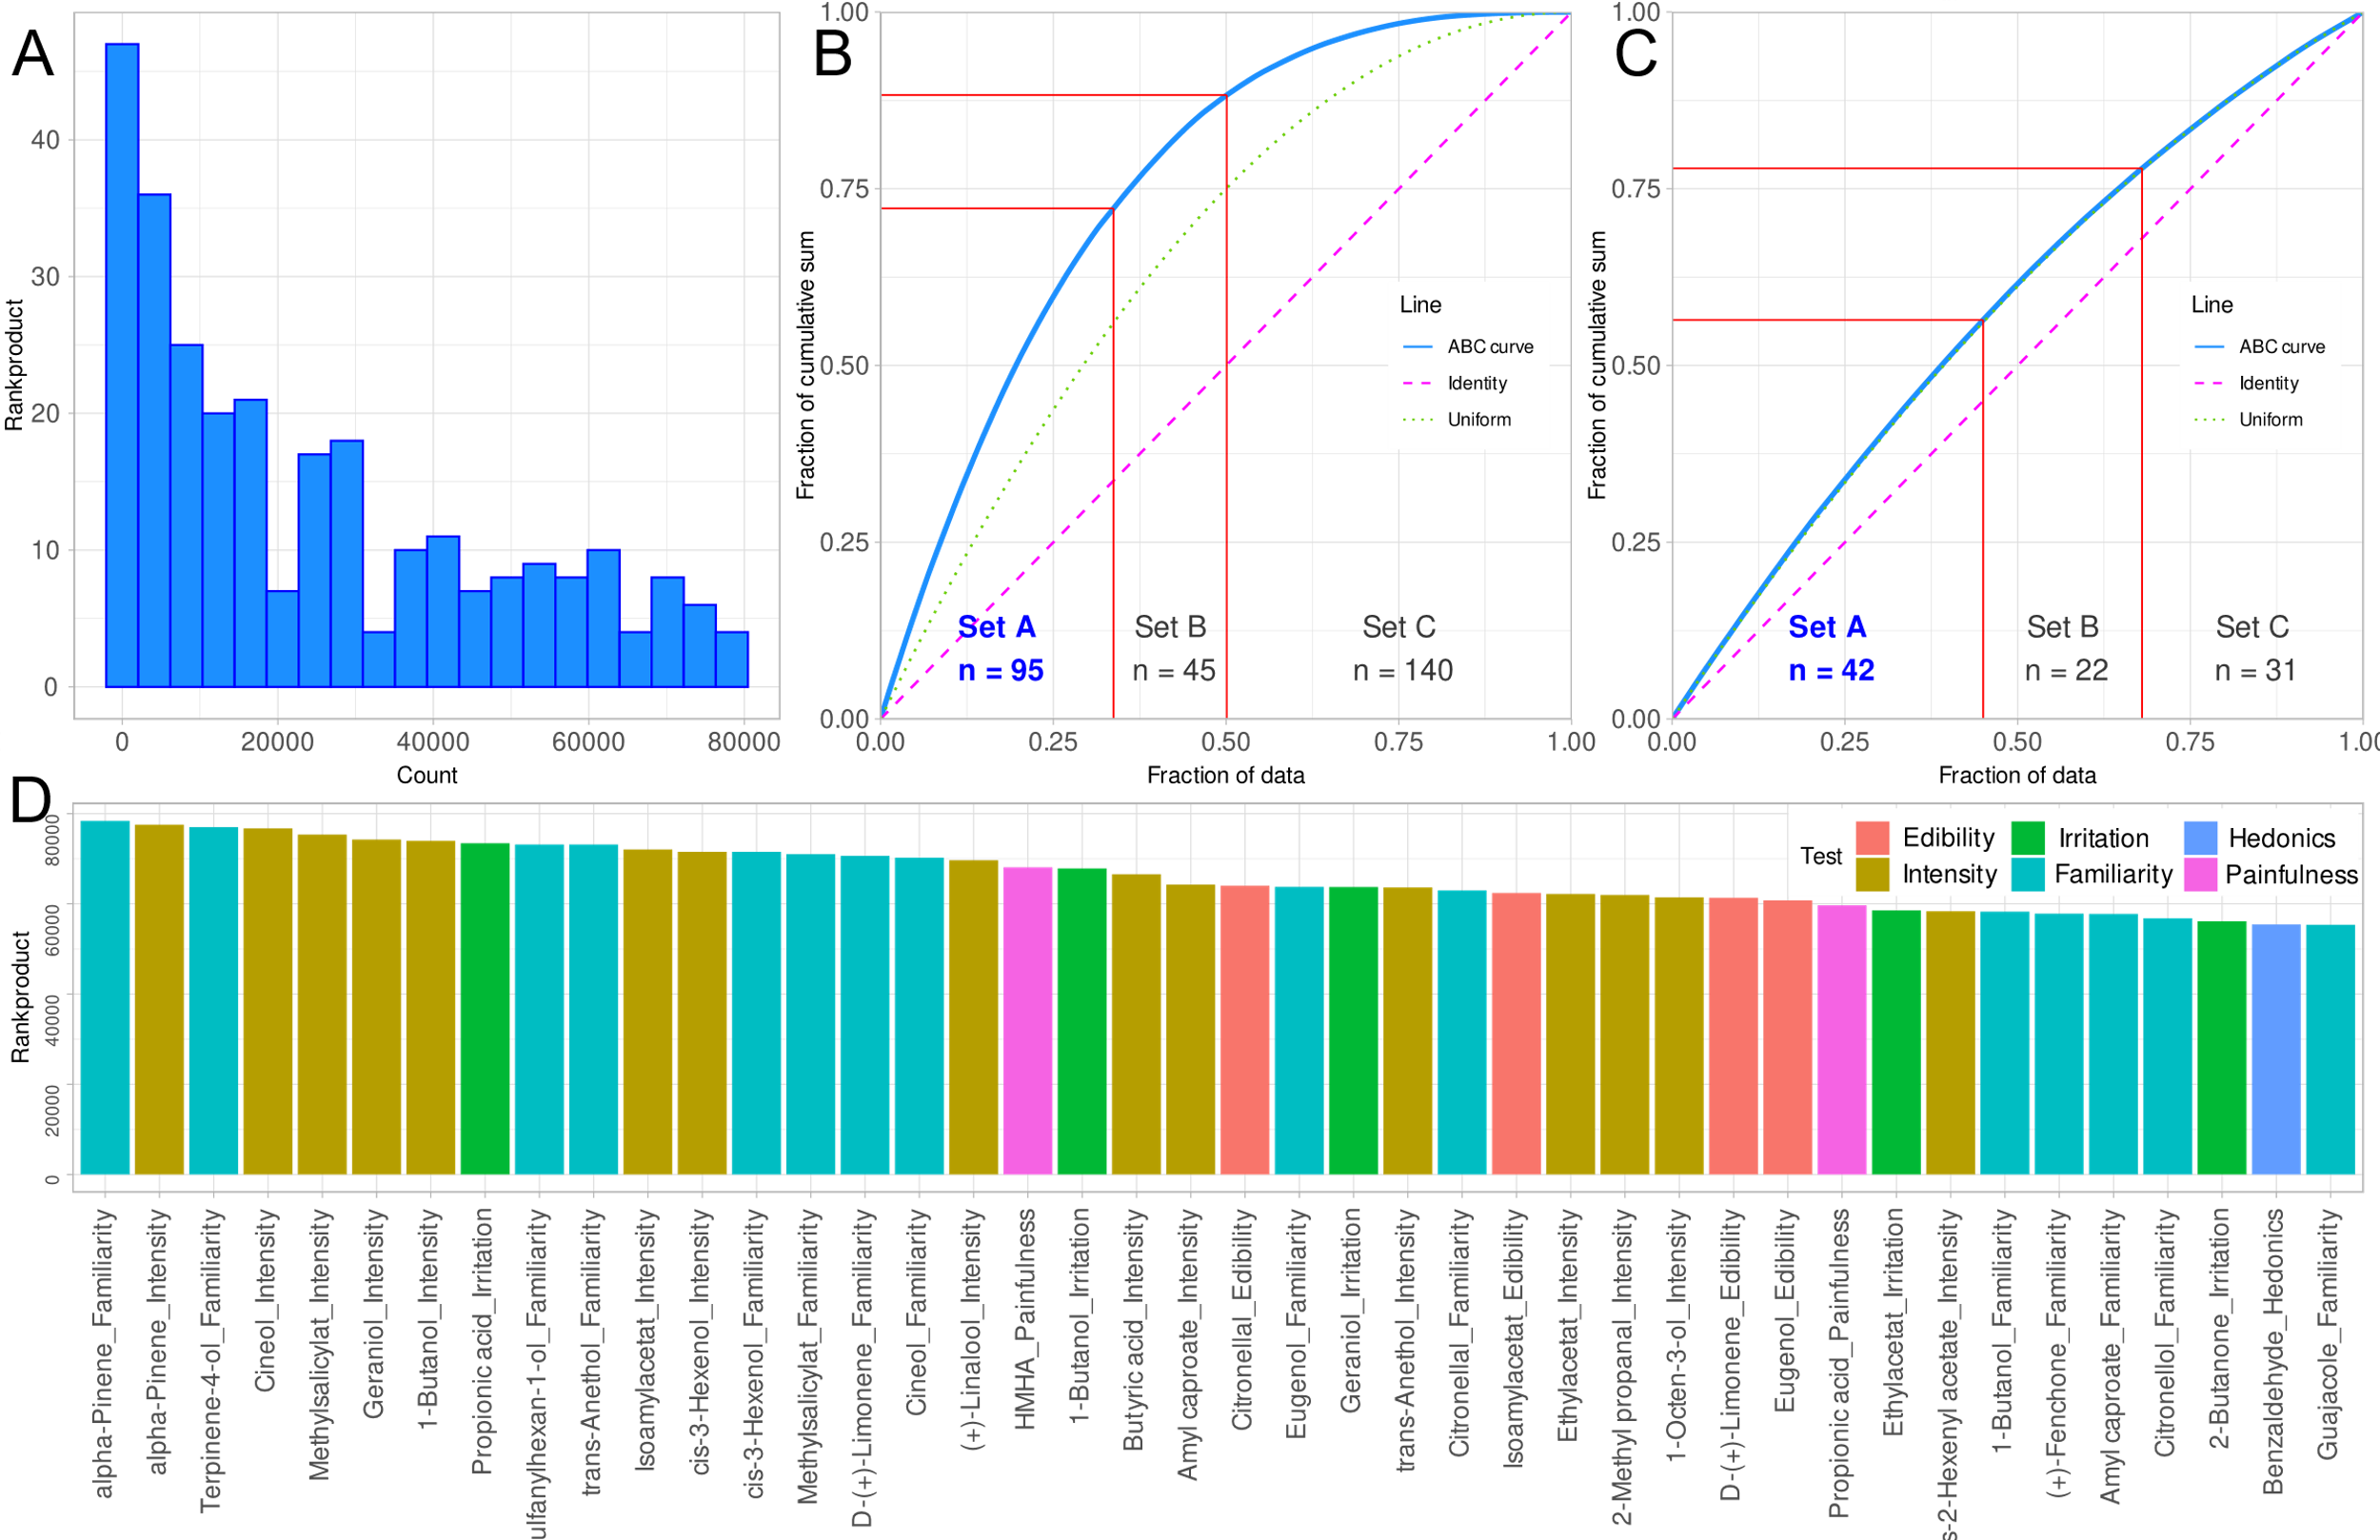 A
Rankproduct
40
30
20
10
0
0
20000
40000
60000
80000
Count
B
Fraction of cumulative sum
1.00
0.75
0.50
0.25
0.00
0.00
0.25
0.50
0.75
1.00
Fraction of data
Line
ABC curve
Identity
Uniform
Set A
n = 95
Set B
n = 45
Set C
n = 140
C
Fraction of cumulative sum
1.00
0.75
0.50
0.25
0.00
0.00
0.25
0.50
0.75
1.00
Fraction of data
Line
ABC curve
Identity
Uniform
Set A
n = 42
Set B
n = 22
Set C
n = 31
D
Rankproduct
80000
60000
40000
20000
0
Test
Edibility
Irritation
Hedonics
Intensity
Familiarity
Painfulness
alpha-Pinene_Familiarity
alpha-Pinene_Intensity
Terpinene-4-ol_Familiarity
Cineol_Intensity
Methylsalicylat_Intensity
Geraniol_Intensity
1-Butanol_Intensity
Propionic acid_Irritation
ulfanylhexan-1-ol_Familiarity
trans-Anethol_Familiarity
Isoamylacetat_Intensity
cis-3-Hexenol_Intensity
cis-3-Hexenol_Familiarity
Methylsalicylat_Familiarity
D-(+)-Limonene_Familiarity
Cineol_Familiarity
(+)-Linalool_Intensity
HMHA_Painfulness
1-Butanol_Irritation
Butyric acid_Intensity
Amyl caproate_Intensity
Citronellal_Edibility
Eugenol_Familiarity
Geraniol_Irritation
trans-Anethol_Intensity
Citronellal_Familiarity
Isoamylacetat_Edibility
Ethylacetat_Intensity
2-Methyl propanal_Intensity
1-Octen-3-ol_Intensity
D-(+)-Limonene_Edibility
Eugenol_Edibility
Propionic acid_Painfulness
Ethylacetat_Irritation
s-2-Hexenyl acetate_Intensity
1-Butanol_Familiarity
(+)-Fenchone_Familiarity
Amyl caproate_Familiarity
Citronellol_Familiarity
2-Butanone_Irritation
Benzaldehyde_Hedonics
Guajacole_Familiarity